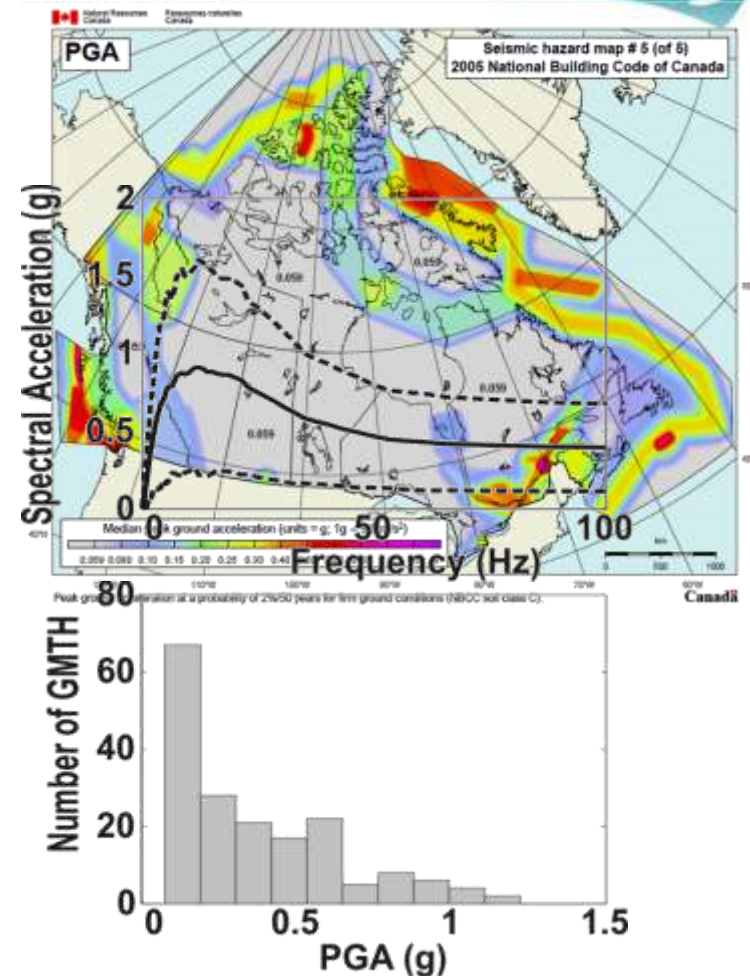 Natural Resources Canada
Ressources naturelles Canada
PGA
Seismic hazard map # 5 (of 5)
2005 National Building Code of Canada
Spectral Acceleration (g)
2
1.5
1
0.5
0
0.059
0.059
0.059
0.059
Median
ground acceleration (units = g; 1g
0.059 0.080 0.10 0.15 0.20 0.25 0.30 0.40
0
50
100
Frequency (Hz)
km
Peak
at a probability of 2%/50 years for firm ground conditions (NBCC soil class C).
Canada
Number of GMTH
80
60
40
20
0
0
0.5
1
1.5
PGA (g)